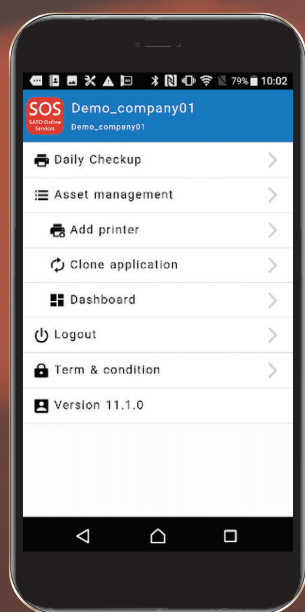 79% 10:02
SOS
SATO Online
Services
Demo_company01
Demo_company01
Daily Checkup
Asset management
Add printer
Clone application
Dashboard
Logout
Term & condition
Version 11.1.0